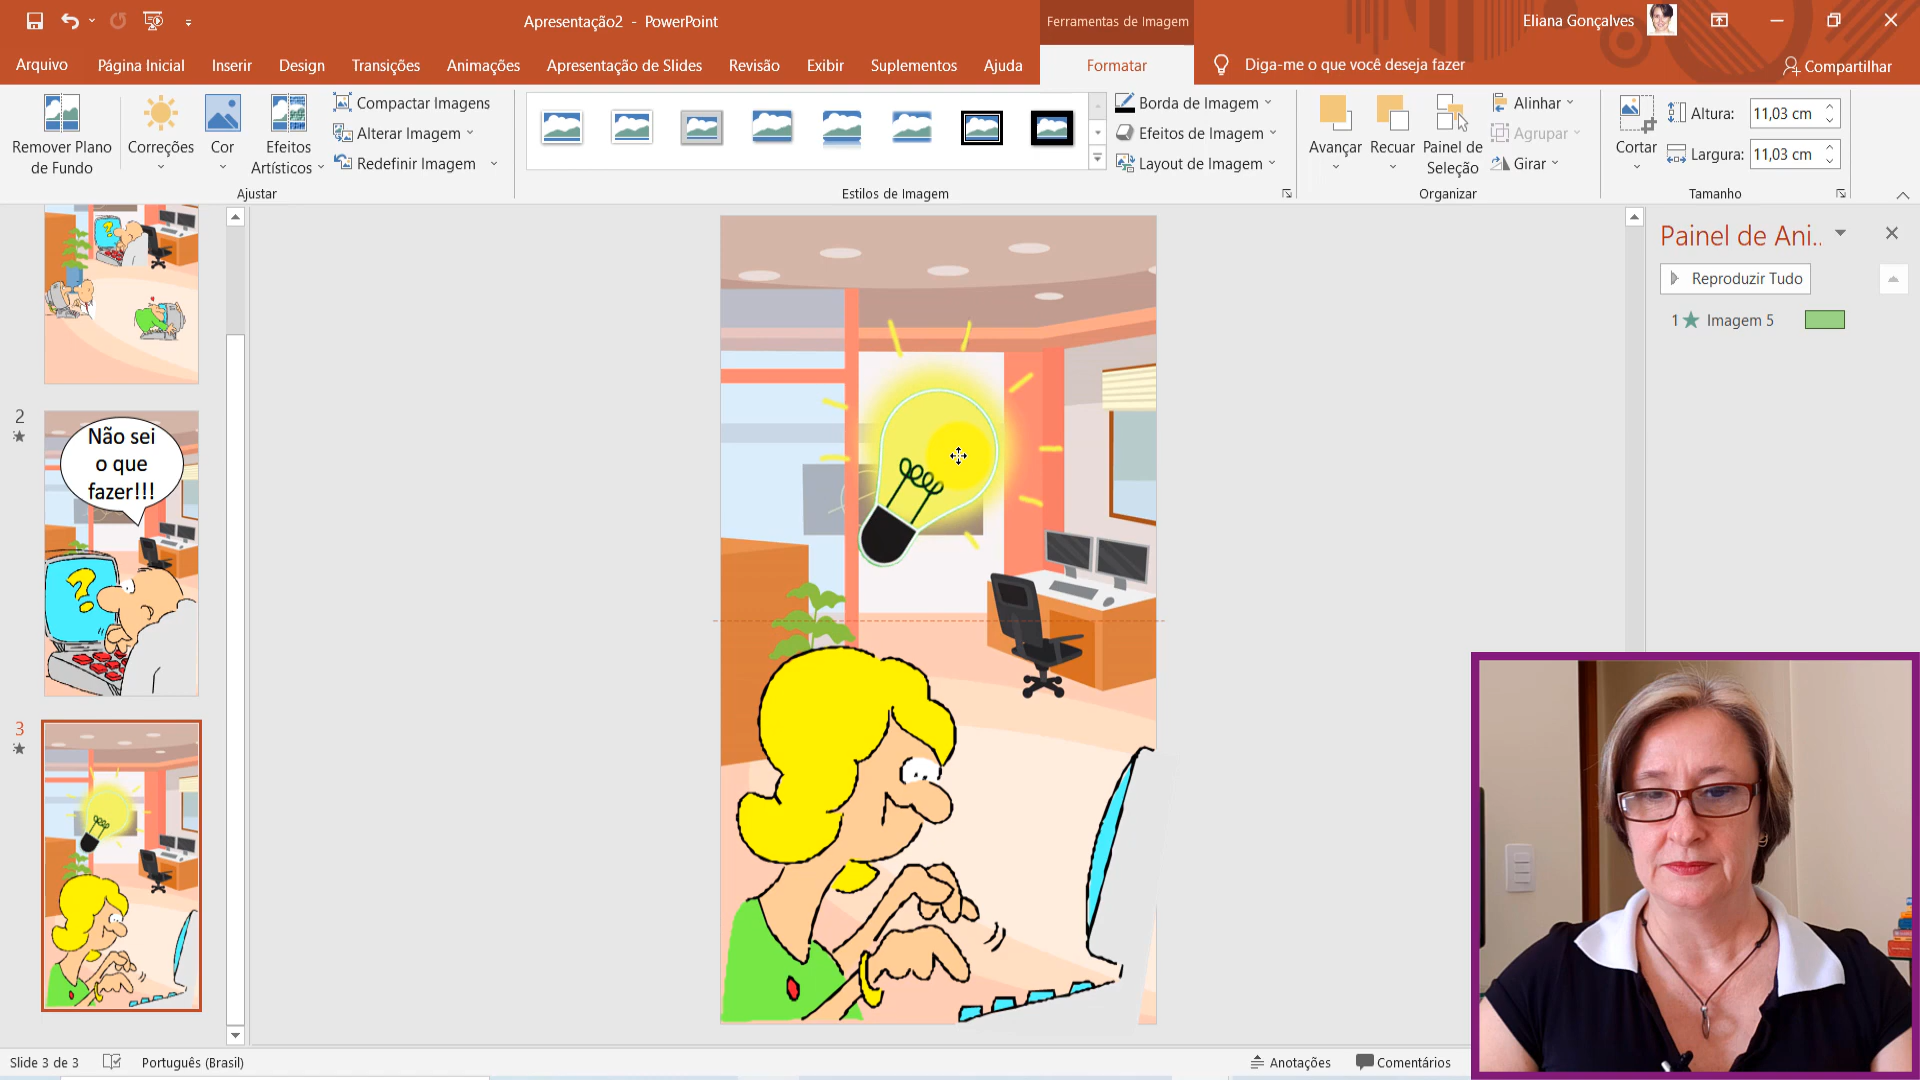 Apresentação2 - PowerPoint
Ferramentas de Imagem
Eliana Gonçalves
Arquivo Página Inicial Inserir Design Transições Animações Apresentação de Slides Revisão Exibir Suplementos Ajuda Formatar Diga-me o que você deseja fazer Compartilhar
Remover Plano
de Fundo
Correções
Cor
Efeitos
Artísticos
Compactar Imagens
Alterar Imagem
Redefinir Imagem
Ajustar
Estilos de Imagem
Borda de Imagem
Efeitos de Imagem
Layout de Imagem
Avançar
Recuar
Painel de
Seleção
Alinhar
Agrupar
Girar
Organizar
Cortar
Altura: 11,03 cm
Largura: 11,03 cm
Tamanho
2
Não sei
o que
fazer!!!
?
3
Painel de Ani...
Reproduzir Tudo
1 Imagem 5
Slide 3 de 3
Português (Brasil)
Anotações
Comentários